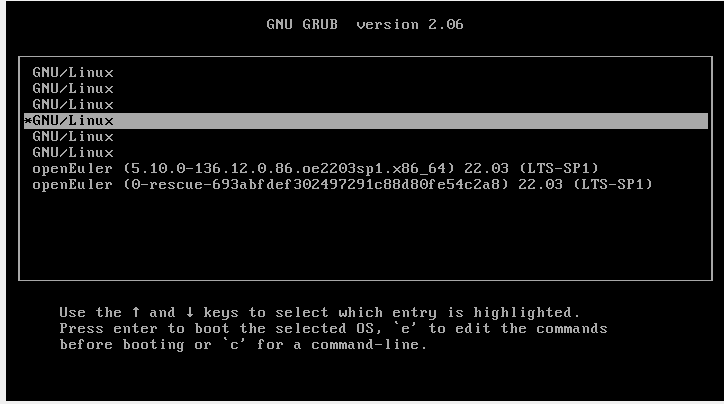 GNU GRUB  version 2.06
GNU/Linux
GNU/Linux
GNU/Linux
*GNU/Linux
GNU/Linux
GNU/Linux
openEuler (5.10.0-136.12.0.86.oe2203sp1.x86_64) 22.03 (LTS-SP1)
openEuler (0-rescue-693abfdef302497291c88d80fe54c2a8) 22.03 (LTS-SP1)
Use the ↑ and ↓ keys to select which entry is highlighted.
Press enter to boot the selected OS, `e' to edit the commands
before booting or `c' for a command-line.